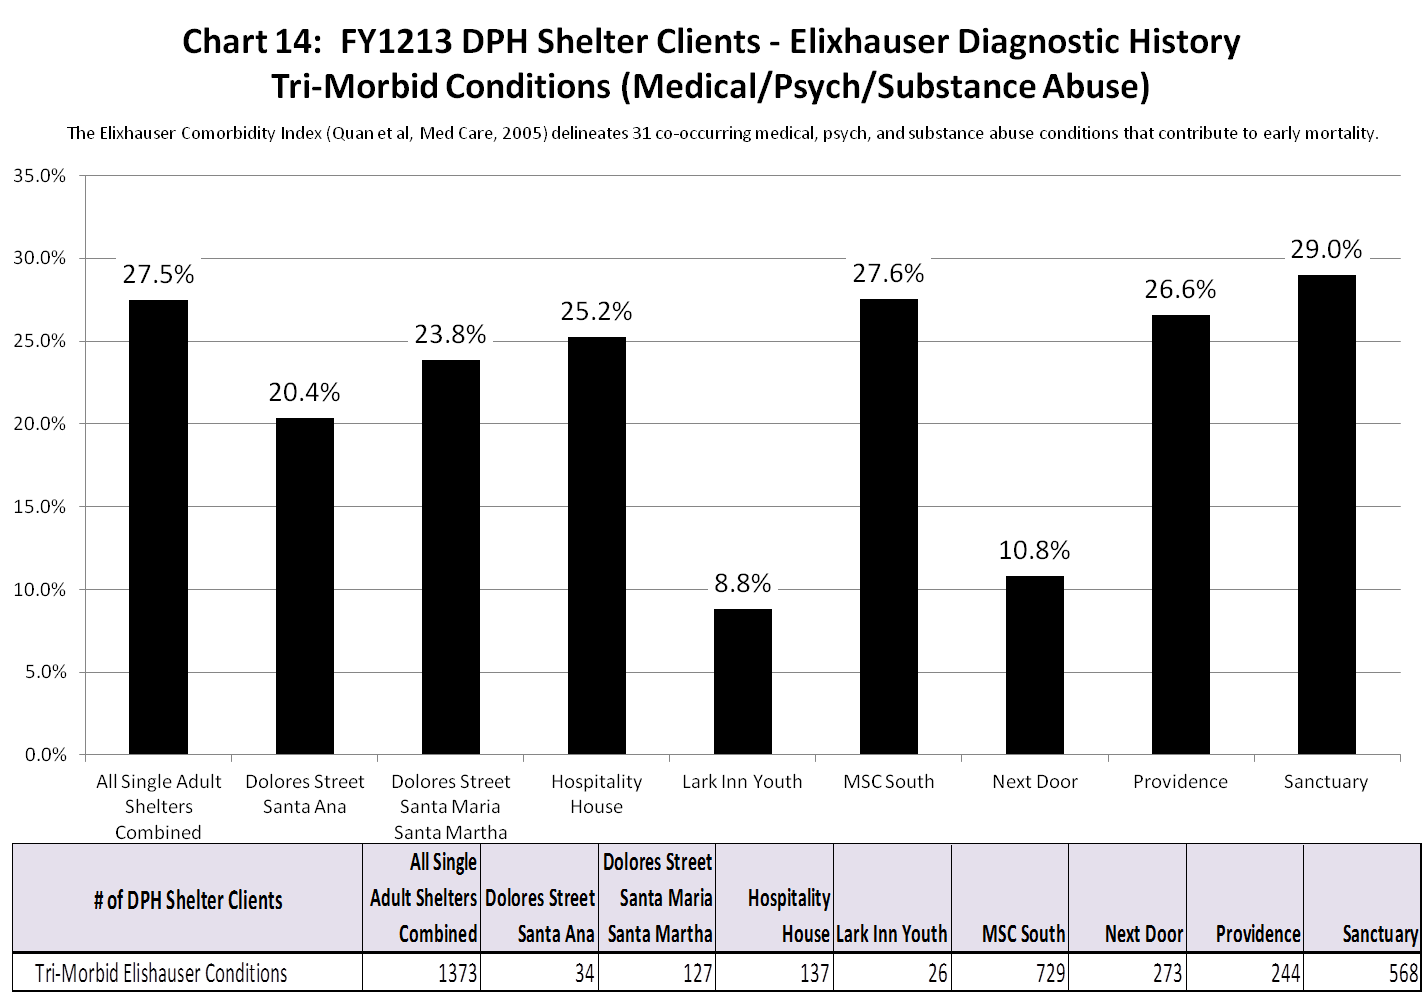 Chart 14:  FY1213 DPH Shelter Clients - Elixhauser Diagnostic History
Tri-Morbid Conditions (Medical/Psych/Substance Abuse)
The Elixhauser Comorbidity Index (Quan et al, Med Care, 2005) delineates 31 co-occurring medical, psych, and substance abuse conditions that contribute to early mortality.
35.0%
30.0%
25.0%
20.0%
15.0%
10.0%
5.0%
0.0%
27.5%
20.4%
23.8%
25.2%
8.8%
27.6%
10.8%
26.6%
29.0%
All Single Adult
Shelters
Combined
Dolores Street
Santa Ana
Dolores Street
Santa Maria
Santa Martha
Hospitality
House
Lark Inn Youth
MSC South
Next Door
Providence
Sanctuary
# of DPH Shelter Clients
All Single
Adult Shelters
Combined
Dolores Street
Santa Ana
Dolores Street
Santa Maria
Santa Martha
Hospitality
House
Lark Inn Youth
MSC South
Next Door
Providence
Sanctuary
Tri-Morbid Elishauser Conditions 1373 34 127 137 26 729 273 244 568